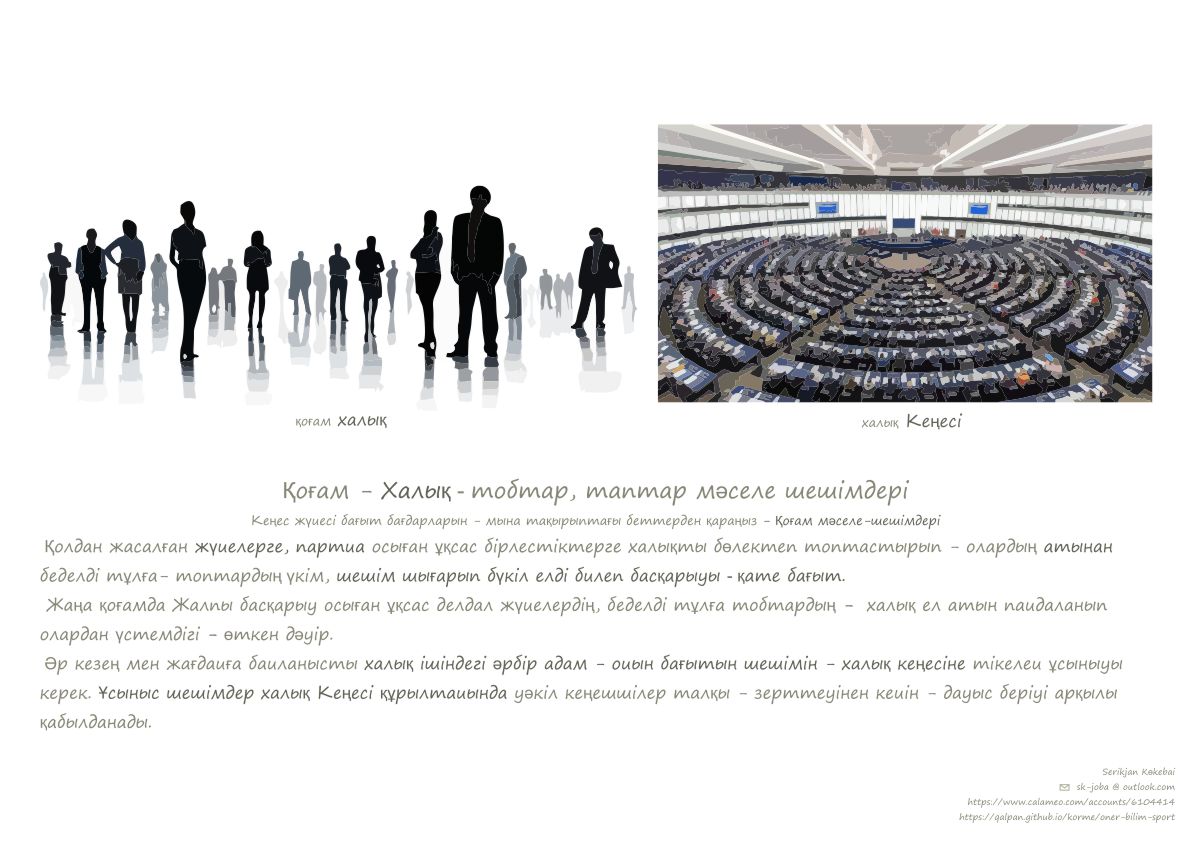 қоғам халық
халық Кеңесі
Қоғам - Халық - тобтар, таптар мәселе шешімдері
Кеңес жүиесі бағыт бағдарларын - мына тақырыптағы беттерден қараңыз - Қоғам мәселе-шешімдері
Қолдан жасалған жүиелерге, партиа осыған ұқсас бірлестіктерге халықты бөлектеп топтастырып - олардың атынан
беделді тұлға- топтардың үкім, шешім шығарып бүкіл елді билеп басқарыуы - қате бағыт.
Жаңа қоғамда Жалпы басқарыу осыған ұқсас делдал жүиелердің, беделді тұлға тобтардың - халық ел атын паидаланып
олардан үстемдігі - өткен дәуір.
Әр кезең мен жағдаиға баиланысты халық ішіндегі әрбір адам - оиын бағытын шешімін - халық кеңесіне тікелеи ұсыныуы
керек. Ұсыныс шешімдер халық Кеңесі құрылтаиында уәкіл кеңешшілер талқы - зерттеуінен кеиін - дауыс беріуі арқылы
қабылданады.
Serikjan Kөkebai
sk-joba @ outlook.com
https://www.calameo.com/accounts/6104414
https://qalpan.github.io/korme/oner-bilim-sport